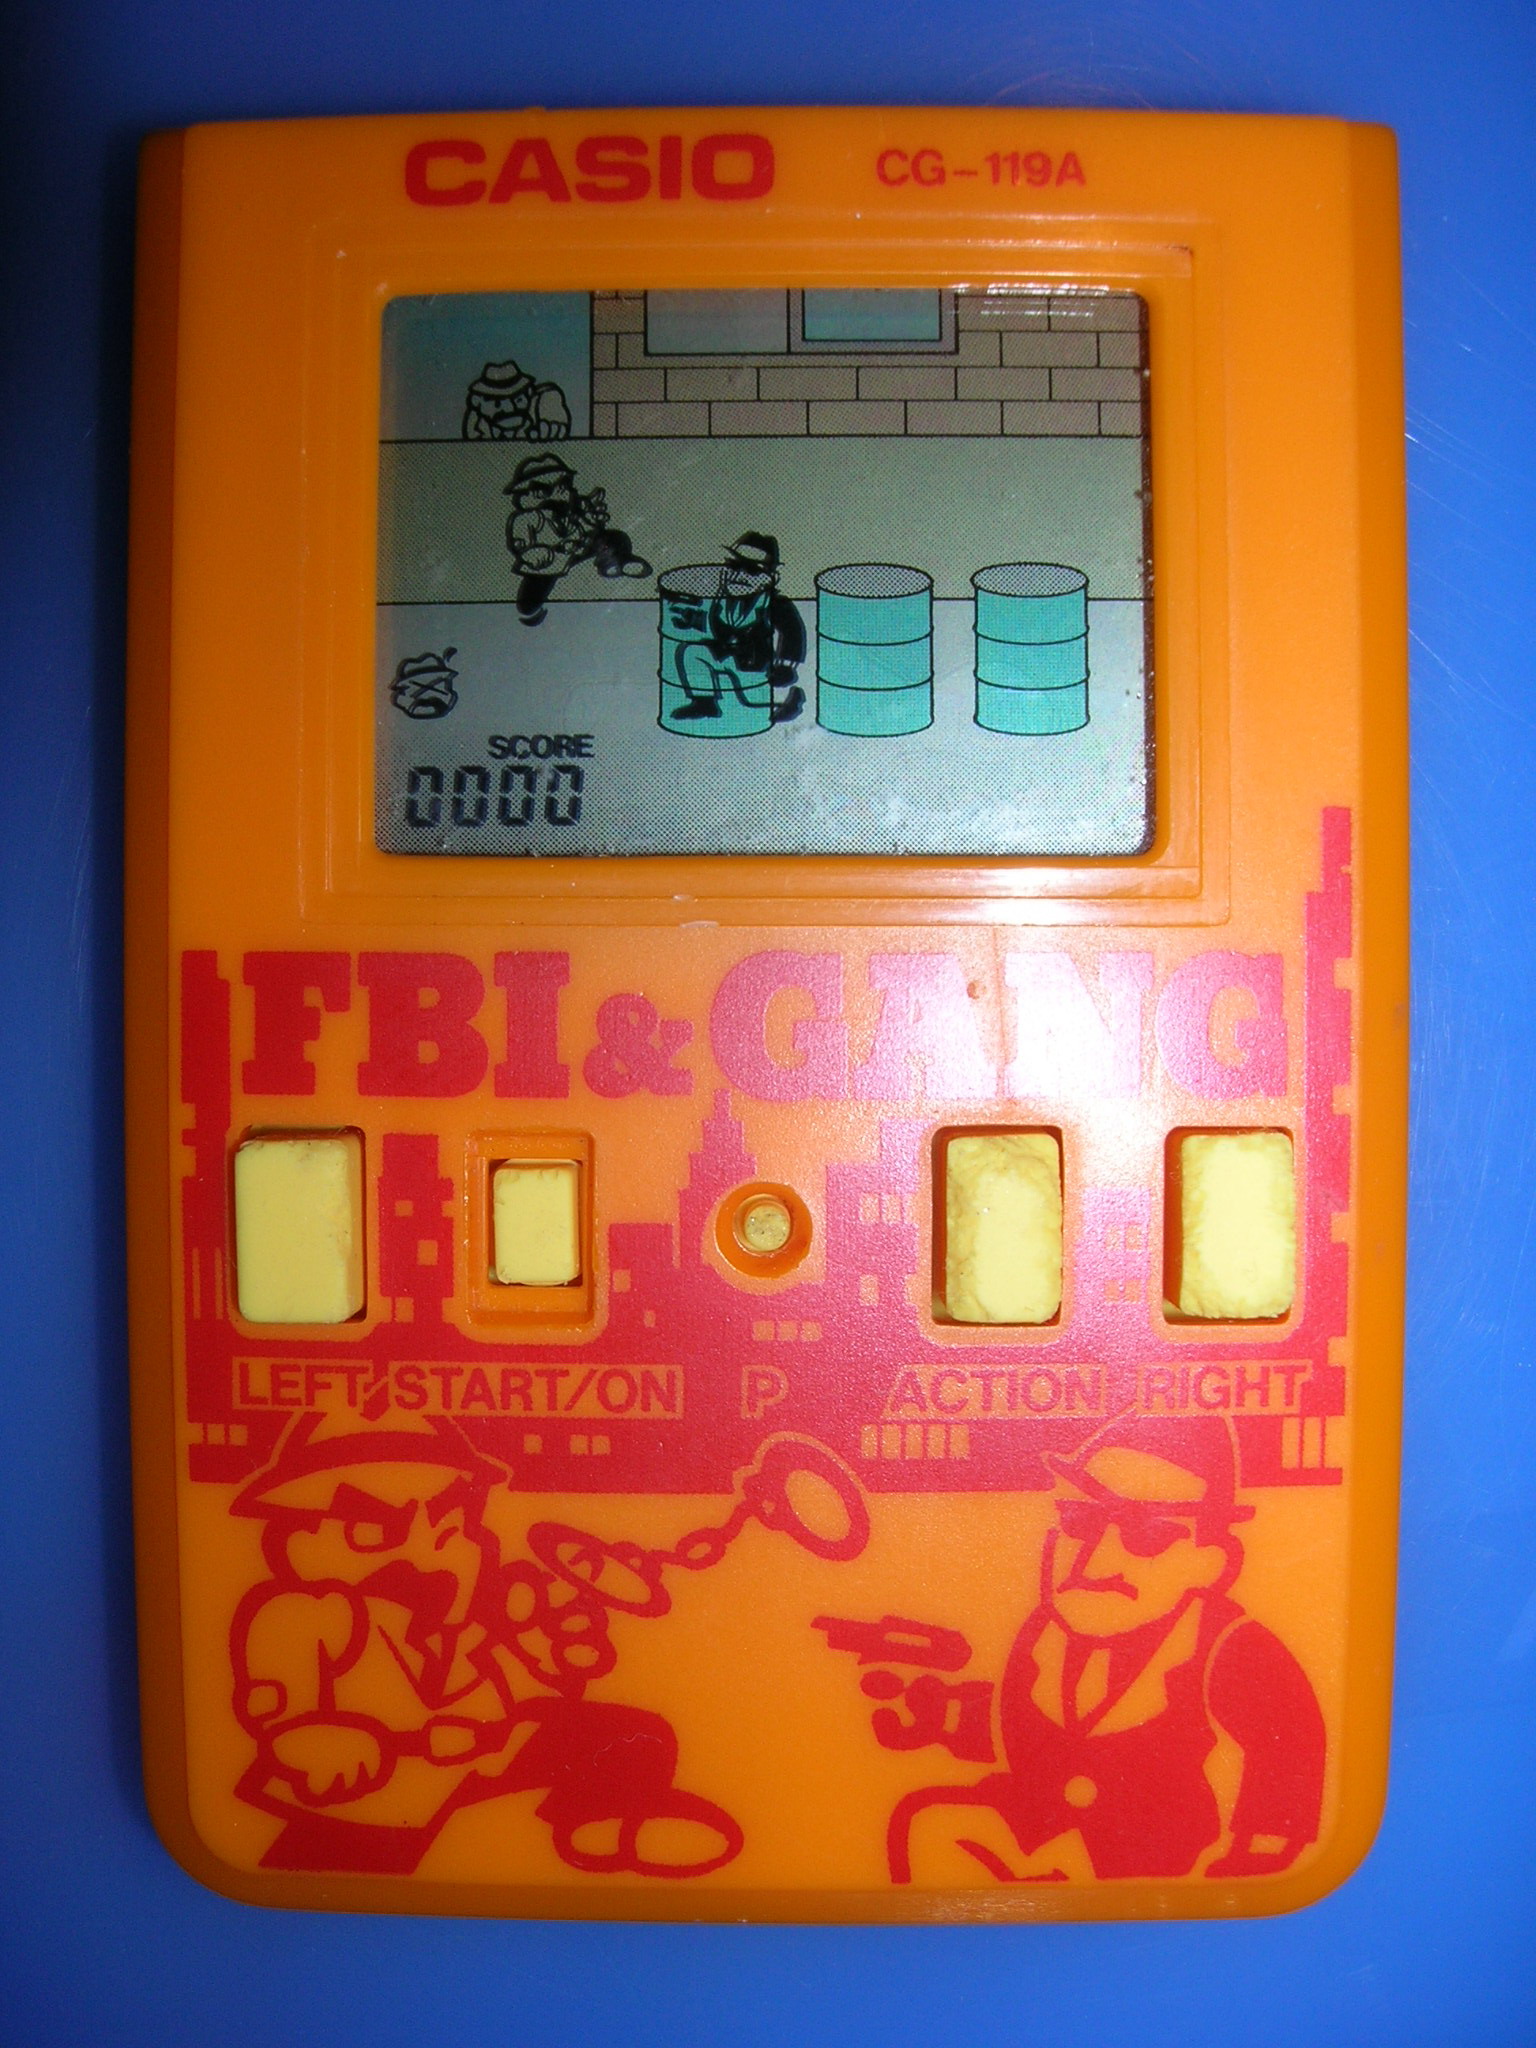 CASIO CG-119A
SCORE
0000
FBI & GANG
LEFT START/ON P ACTION RIGHT